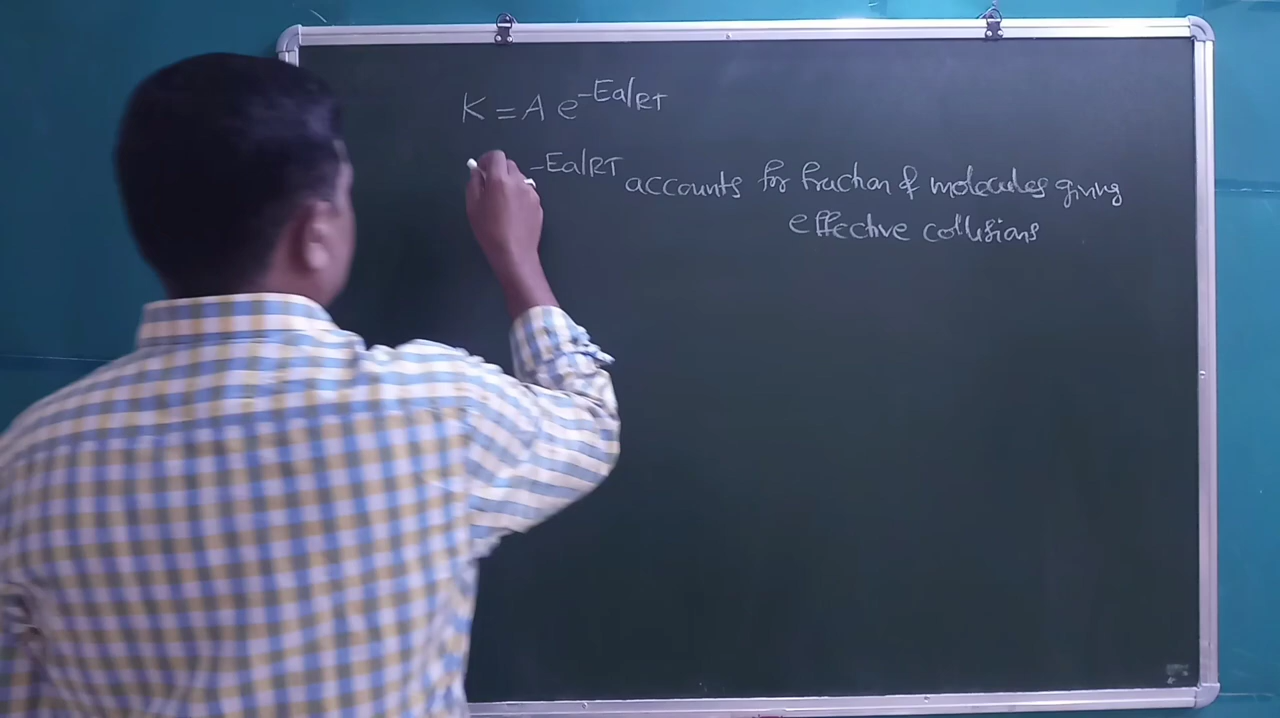 K = A e^-Ea/RT
-Ea/RT accounts for fraction of molecules giving
effective collisions